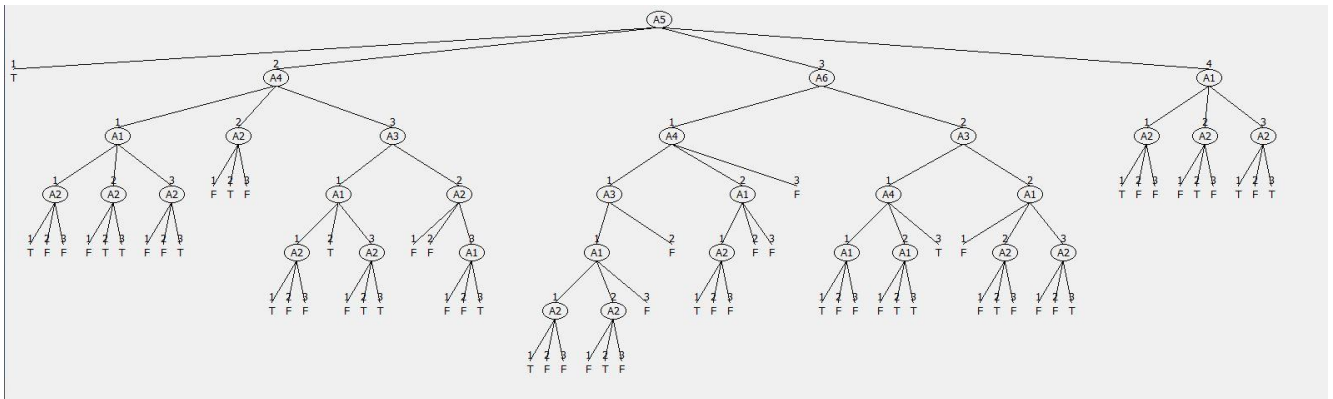 A5
1 2 3 4
T A4 A6 A1
1 2 3 1 2 1 2 3
A1 A2 A3 A4 A3 A2 A2 A2
1 2 3 1 2 3 1 2 1 2 3 1 2 1 2 3 1 2 3 1 2 3
A2 A2 A2 F T F A1 A2 A3 A1 F A4 A1 T F F F T F T F T
1 2 3 1 2 3 1 2 3 1 2 3 1 2 3 1 2 1 2 3 1 2 3 1 2 3
T F F F T T F F T A2 T A2 F F A1 A1 F A2 F F A1 A1 T F A2 A2
1 2 3 1 2 3 1 2 3 1 2 3 1 2 3 1 2 3 1 2 3 1 2 3 1 2 3
T F F F T T F F T A2 A2 F T F F T F F F T T F T F F F T
1 2 3 1 2 3
T F F F T F